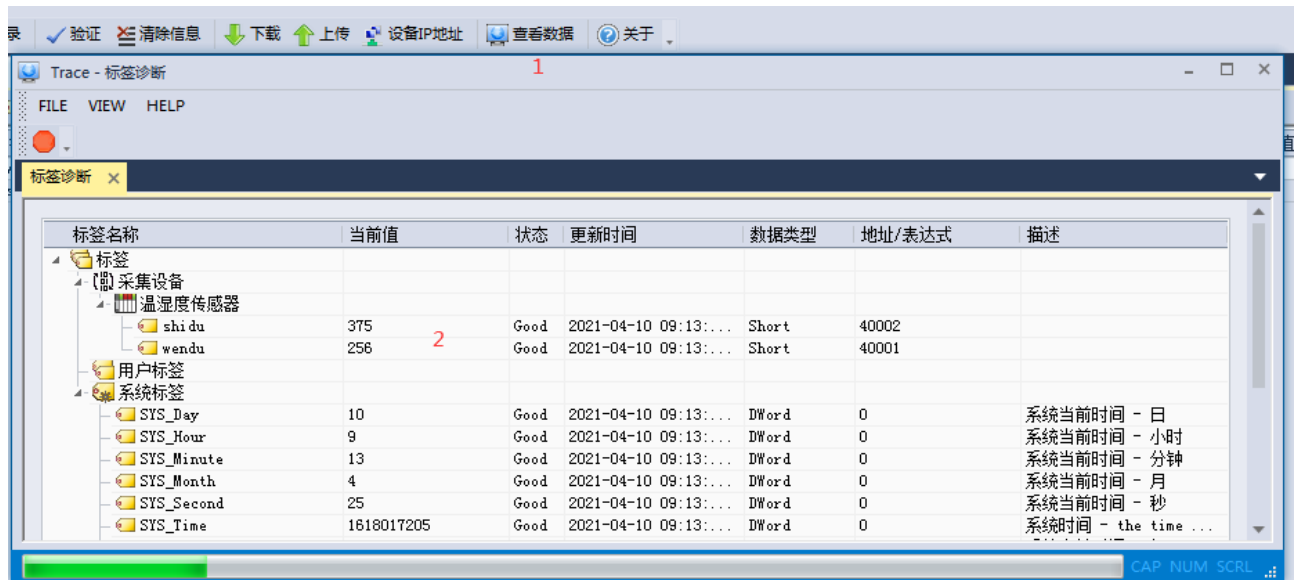 录 验证 清除信息 下载 上传 设备IP地址 查看数据 关于
Trace - 标签诊断 1
FILE VIEW HELP
值
标签诊断
标签名称 当前值 状态 更新时间 数据类型 地址/表达式 描述
标签
采集设备
温湿度传感器
shidu 375 Good 2021-04-10 09:13:... Short 40002
wendu 256 2 Good 2021-04-10 09:13:... Short 40001
用户标签
系统标签
SYS_Day 10 Good 2021-04-10 09:13:... DWord 0 系统当前时间 - 日
SYS_Hour 9 Good 2021-04-10 09:13:... DWord 0 系统当前时间 - 小时
SYS_Minute 13 Good 2021-04-10 09:13:... DWord 0 系统当前时间 - 分钟
SYS_Month 4 Good 2021-04-10 09:13:... DWord 0 系统当前时间 - 月
SYS_Second 25 Good 2021-04-10 09:13:... DWord 0 系统当前时间 - 秒
SYS_Time 1618017205 Good 2021-04-10 09:13:... DWord 0 系统时间 - the time ...
CAP NUM SCRL